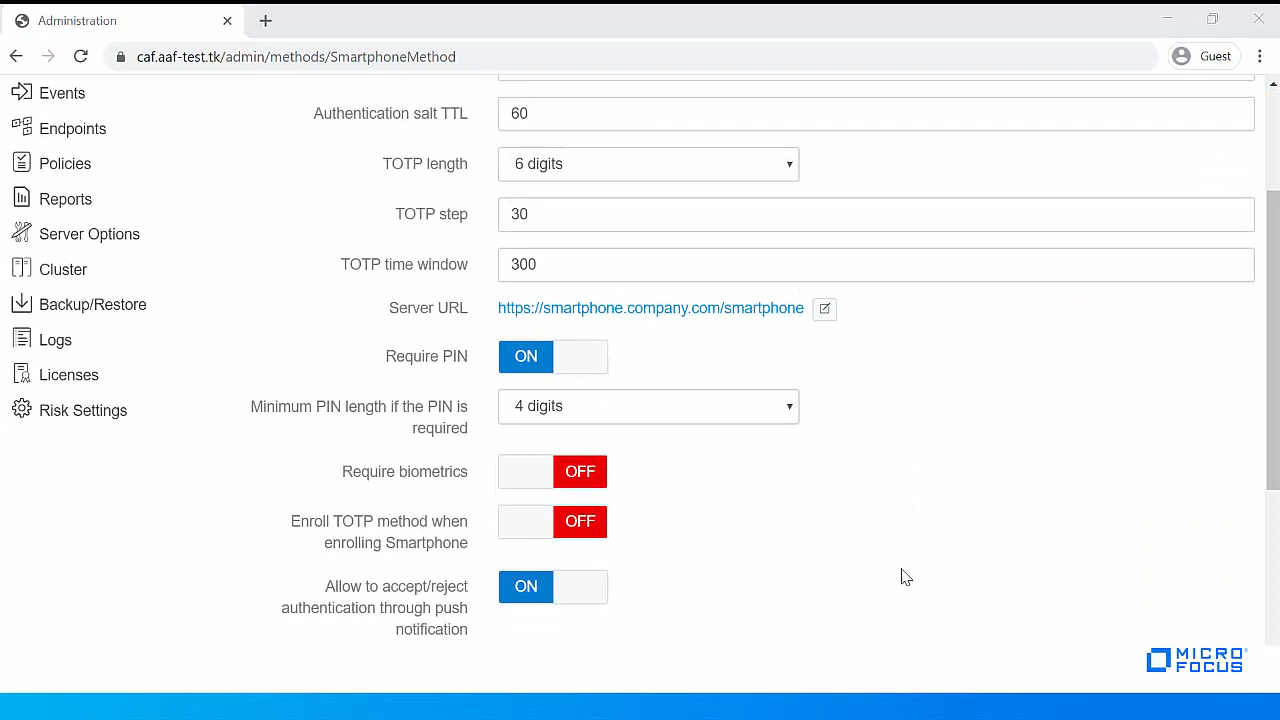 Administration
caf.aaf-test.tk/admin/methods/SmartphoneMethod
Guest
Events
Endpoints
Policies
Reports
Server Options
Cluster
Backup/Restore
Logs
Licenses
Risk Settings
Authentication salt TTL
60
TOTP length
6 digits
TOTP step
30
TOTP time window
300
Server URL
https://smartphone.company.com/smartphone
Require PIN
ON
Minimum PIN length if the PIN is
required
4 digits
Require biometrics
OFF
Enroll TOTP method when
enrolling Smartphone
OFF
Allow to accept/reject
authentication through push
notification
ON
MICRO
FOCUS